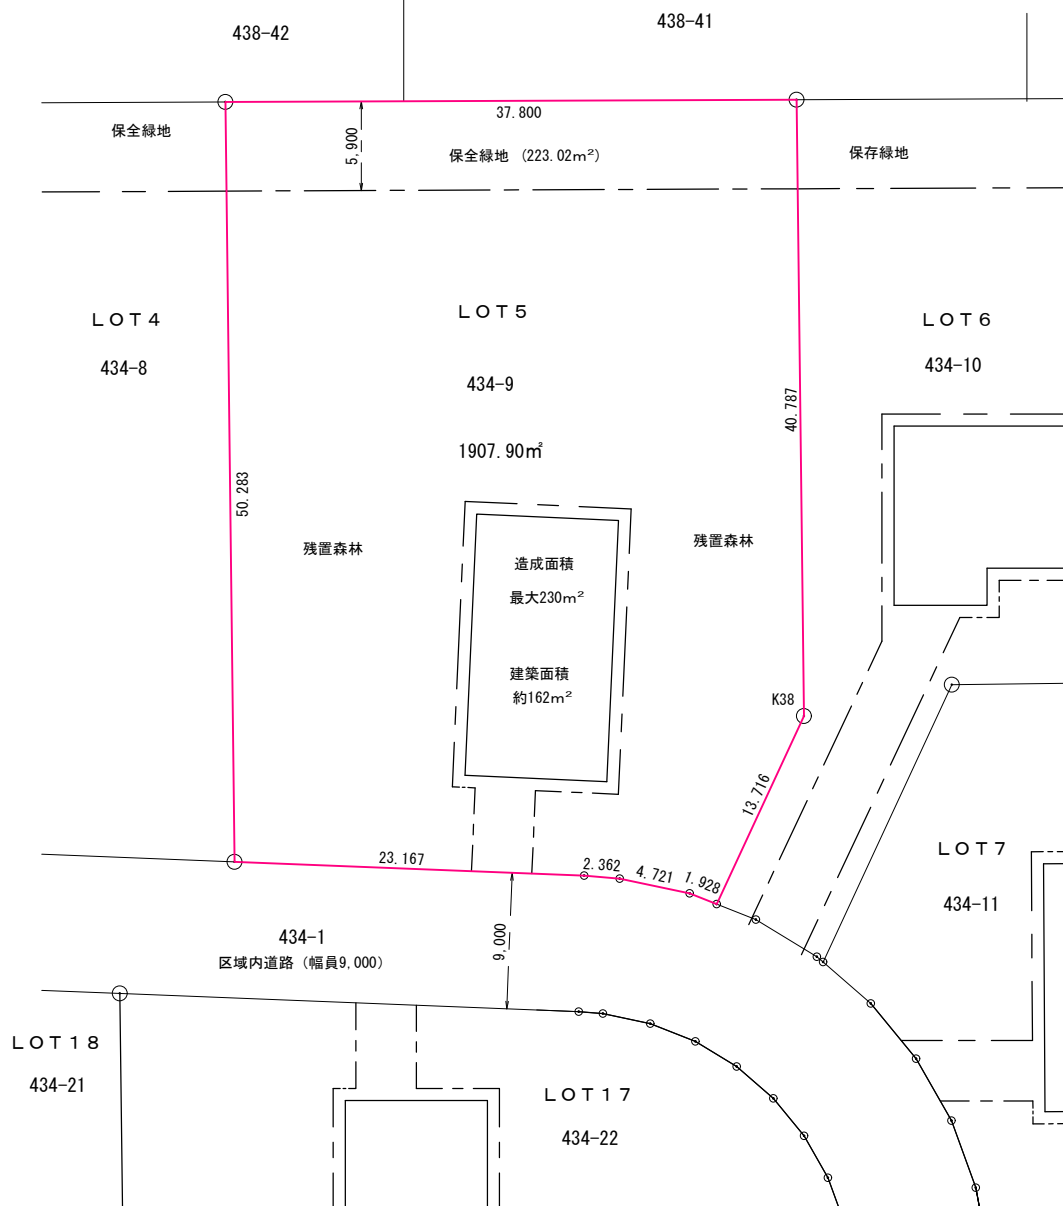 438-42
438-41
37.800
保全緑地
5,900
保全緑地 (223.02m²)
保存緑地
LOT4
434-8
LOT5
434-9
1907.90㎡
LOT6
434-10
40.787
50.283
残置森林
残置森林
造成面積
最大230m²
建築面積
約162m²
K38
13.716
23.167
2.362
4.721
1.928
LOT7
434-11
9,000
434-1
区域内道路 (幅員9,000)
LOT18
434-21
LOT17
434-22